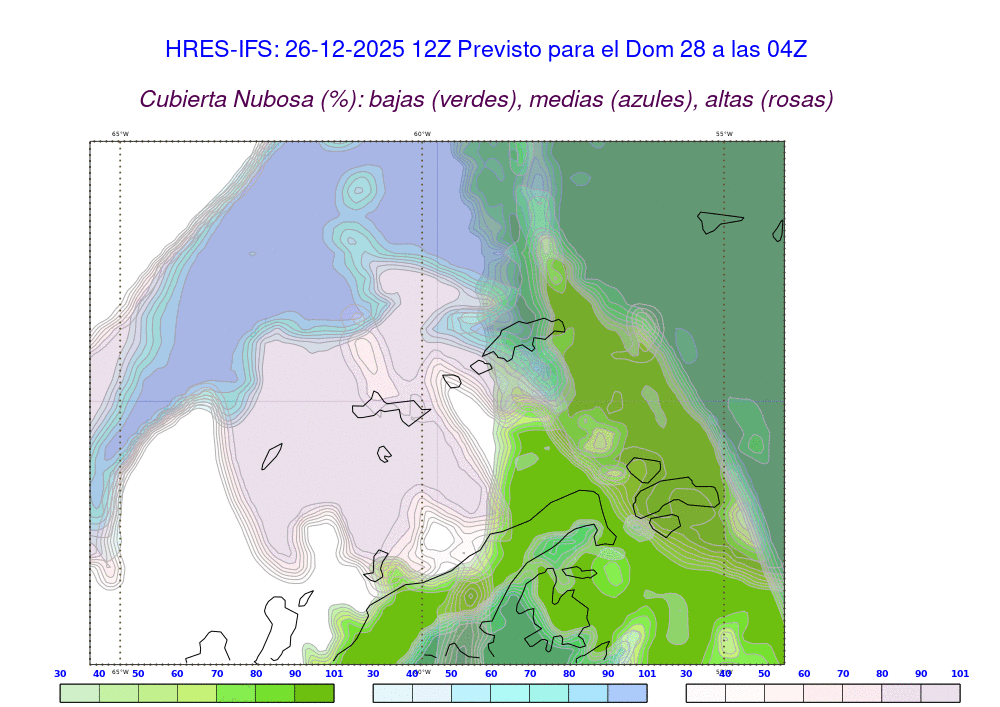 HRES-IFS: 26-12-2025 12Z Previsto para el Dom 28 a las 04Z
Cubierta Nubosa (%): bajas (verdes), medias (azules), altas (rosas)
65°W 60°W 55°W
30 40 50 60 70 80 90 101 30 40 50 60 70 80 90 101 30 40 50 60 70 80 90 101
65°W